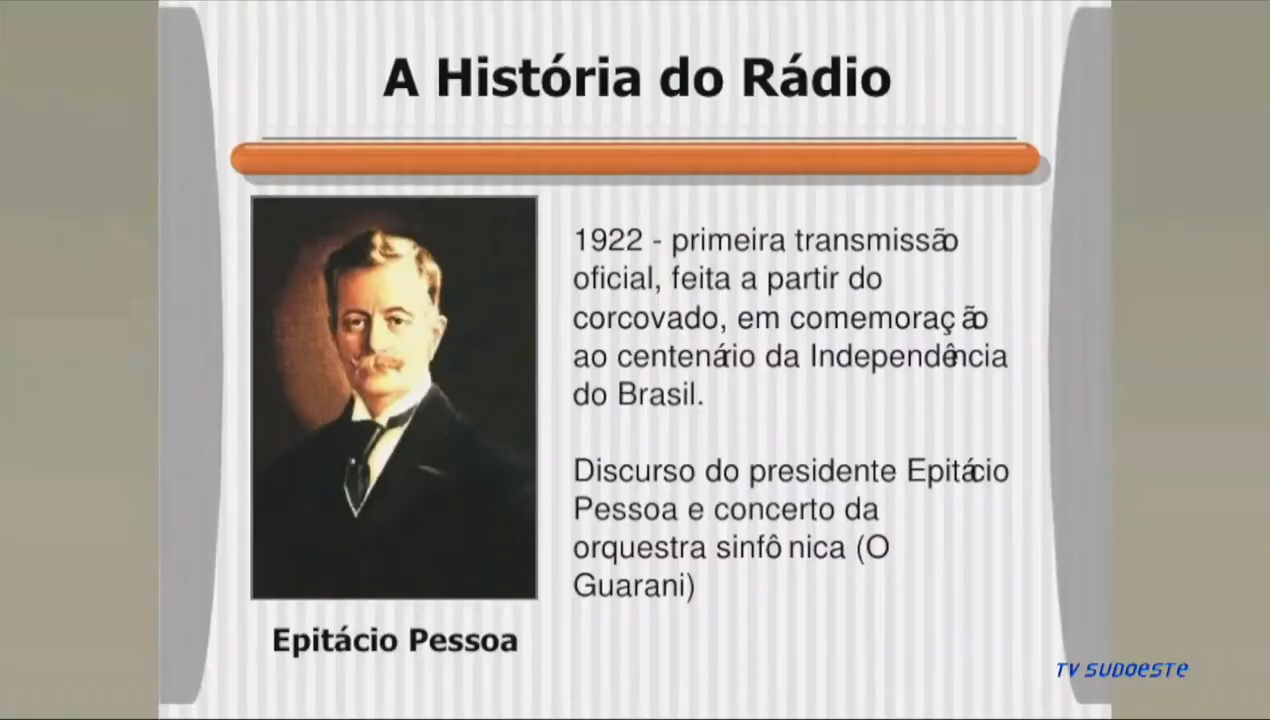 A História do Rádio
1922 - primeira transmissão
oficial, feita a partir do
corcovado, em comemoração
ao centenário da Independência
do Brasil.
Discurso do presidente Epitácio
Pessoa e concerto da
orquestra sinfônica (O
Guarani)
Epitácio Pessoa
TV SUDOESTE